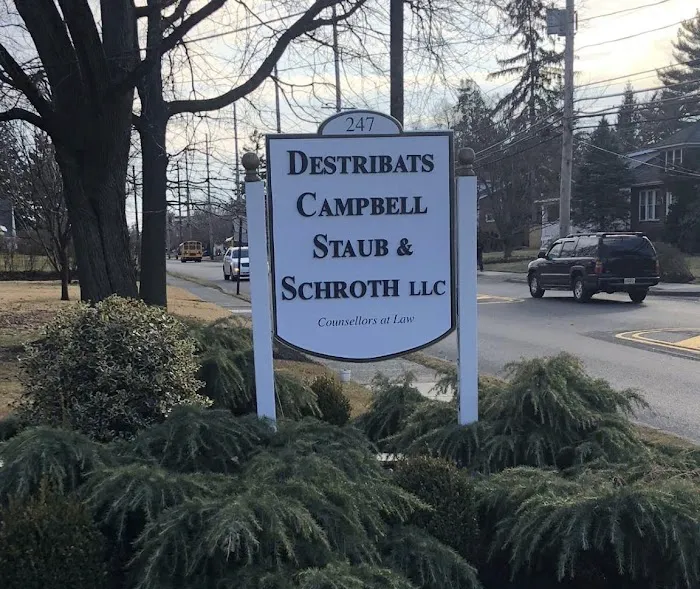 247
DESTRIBATS
CAMPBELL
STAUB &
SCHROTH LLC
Counsellors at Law